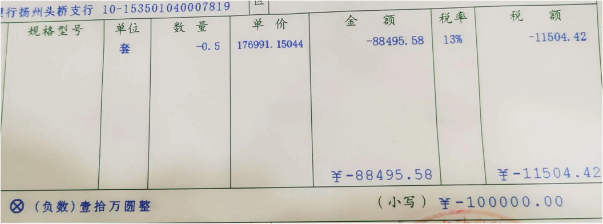 银行扬州头桥支行 10-153501040007819
规格型号 单位 数 量 单 价 金 额 税率 税 额
套 -0.5 176991.15044 -88495.58 13% -11504.42
¥-88495.58 ¥-11504.42
ⓧ (负数)壹拾万圆整 (小写) ¥-100000.00